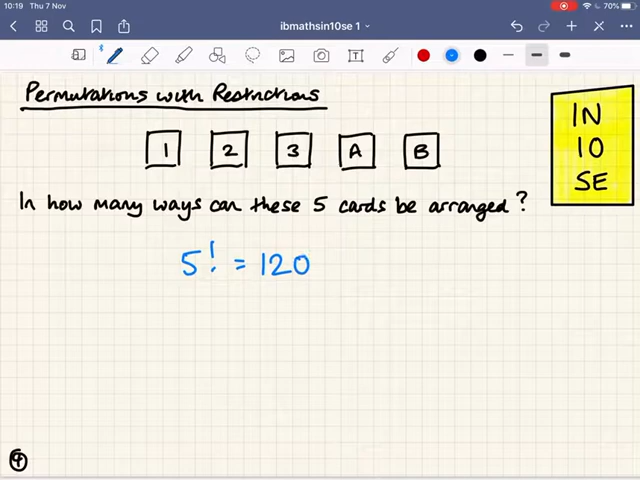 10:19 Thu 7 Nov
70%
ibmathsin10se 1
Permutations with Restrictions
IN
10
SE
1 2 3 A B
In how many ways can these 5 cards be arranged?
5! = 120